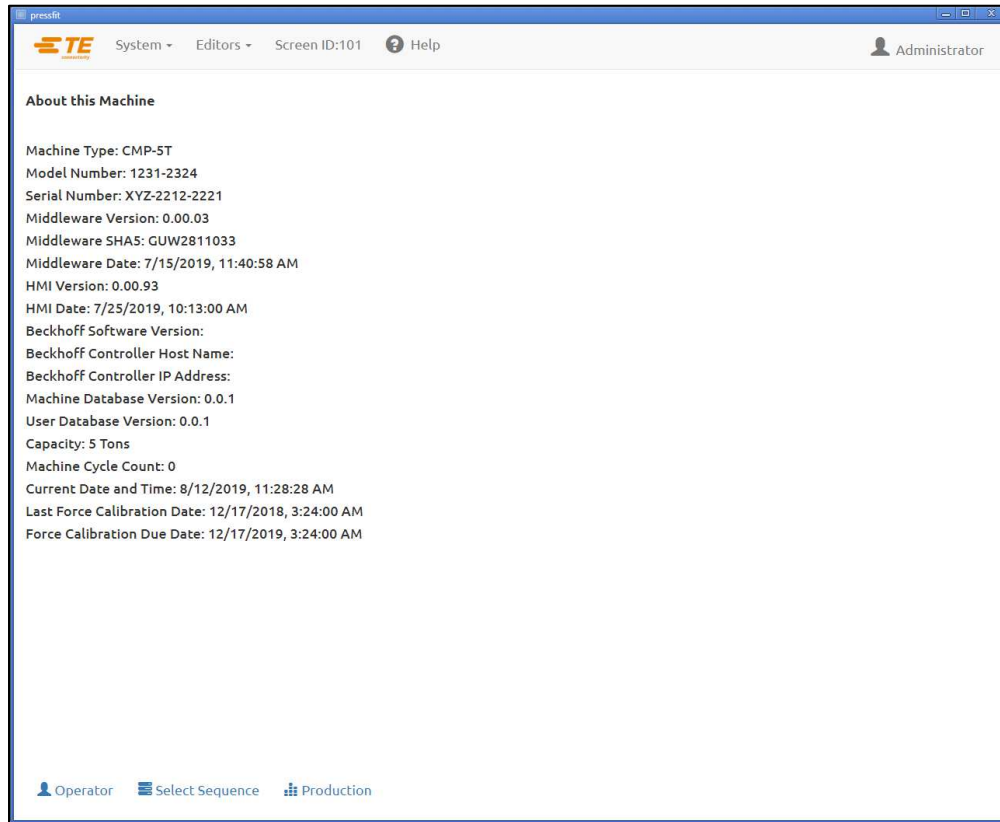 pressfit
TE
connectivity
System
Editors
Screen ID:101
Help
Administrator
About this Machine
Machine Type: CMP-5T
Model Number: 1231-2324
Serial Number: XYZ-2212-2221
Middleware Version: 0.00.03
Middleware SHA5: GUW2811033
Middleware Date: 7/15/2019, 11:40:58 AM
HMI Version: 0.00.93
HMI Date: 7/25/2019, 10:13:00 AM
Beckhoff Software Version:
Beckhoff Controller Host Name:
Beckhoff Controller IP Address:
Machine Database Version: 0.0.1
User Database Version: 0.0.1
Capacity: 5 Tons
Machine Cycle Count: 0
Current Date and Time: 8/12/2019, 11:28:28 AM
Last Force Calibration Date: 12/17/2018, 3:24:00 AM
Force Calibration Due Date: 12/17/2019, 3:24:00 AM
Operator
Select Sequence
Production